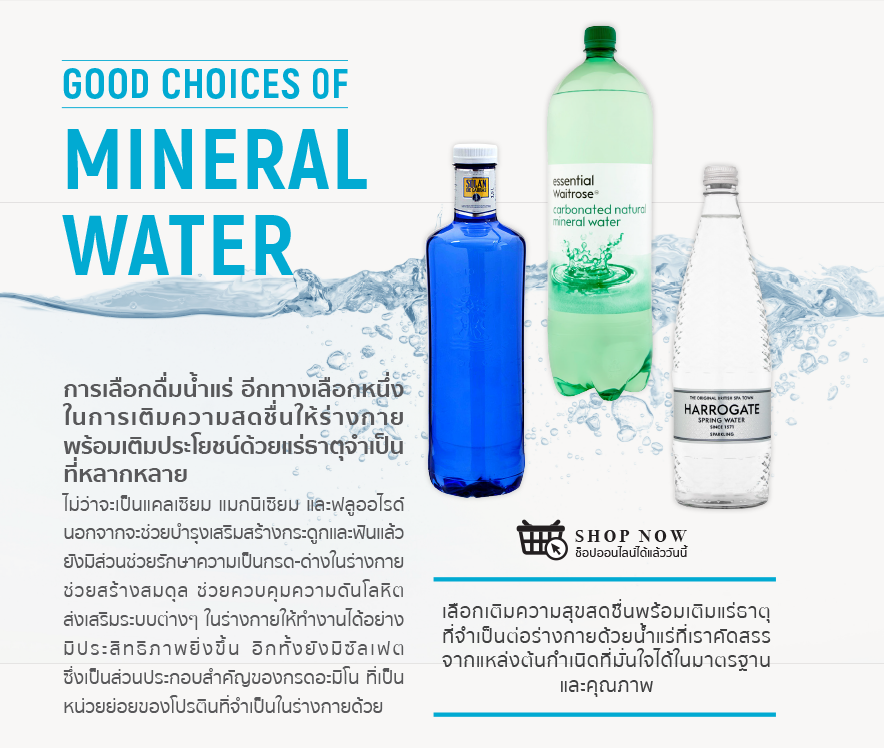 GOOD CHOICES OF
MINERAL
WATER
การเลือกดื่มน้ำแร่ อีกทางเลือกหนึ่ง
ในการเติมความสดชื่นให้ร่างกาย
พร้อมเติมประโยชน์ด้วยแร่ธาตุจำเป็น
ที่หลากหลาย
ไม่ว่าจะเป็นแคลเซียม แมกนิเซียม และฟลูออไรด์
นอกจากจะช่วยบำรุงเสริมสร้างกระดูกและฟันแล้ว
ยังมีส่วนช่วยรักษาความเป็นกรด-ด่างในร่างกาย
ช่วยสร้างสมดุล ช่วยควบคุมความดันโลหิต
ส่งเสริมระบบต่างๆ ในร่างกายให้ทำงานได้อย่าง
มีประสิทธิภาพยิ่งขึ้น อีกทั้งยังมีซัลเฟต
ซึ่งเป็นส่วนประกอบสำคัญของกรดอะมิโน ที่เป็น
หน่วยย่อยของโปรตีนที่จำเป็นในร่างกายด้วย
SOLÁN
DE CABRAS
essential
Waitrose
carbonated natural
mineral water
THE ORIGINAL BRITISH SPA TOWN
HARROGATE
SPRING WATER
SINCE 1571
SPARKLING
SHOP NOW
ช็อปออนไลน์ได้แล้ววันนี้
เลือกเติมความสุขสดชื่นพร้อมเติมแร่ธาตุ
ที่จำเป็นต่อร่างกายด้วยน้ำแร่ที่เราคัดสรร
จากแหล่งต้นกำเนิดที่มั่นใจได้ในมาตรฐาน
และคุณภาพ